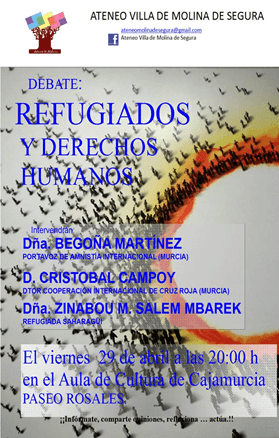 ATENEO VILLA DE MOLINA DE SEGURA
ateneomolinadesegura@gmail.com
Ateneo Villa de Molina de Segura
DEBATE:
REFUGIADOS
Y DERECHOS
HUMANOS
Intervendrán:
Dña. BEGOÑA MARTÍNEZ
PORTAVOZ DE AMNISTÍA INTERNACIONAL (MURCIA)
D. CRISTOBAL CAMPOY
DTOR COOPERACIÓN INTERNACIONAL DE CRUZ ROJA (MURCIA)
Dña. ZINABOU M. SALEM MBAREK
REFUGIADA SAHARAGUI
El viernes 29 de abril a las 20:00 h
en el Aula de Cultura de Cajamurcia
PASEO ROSALES.
¡¡Infórmate, comparte opiniones, reflexiona … actúa.!!